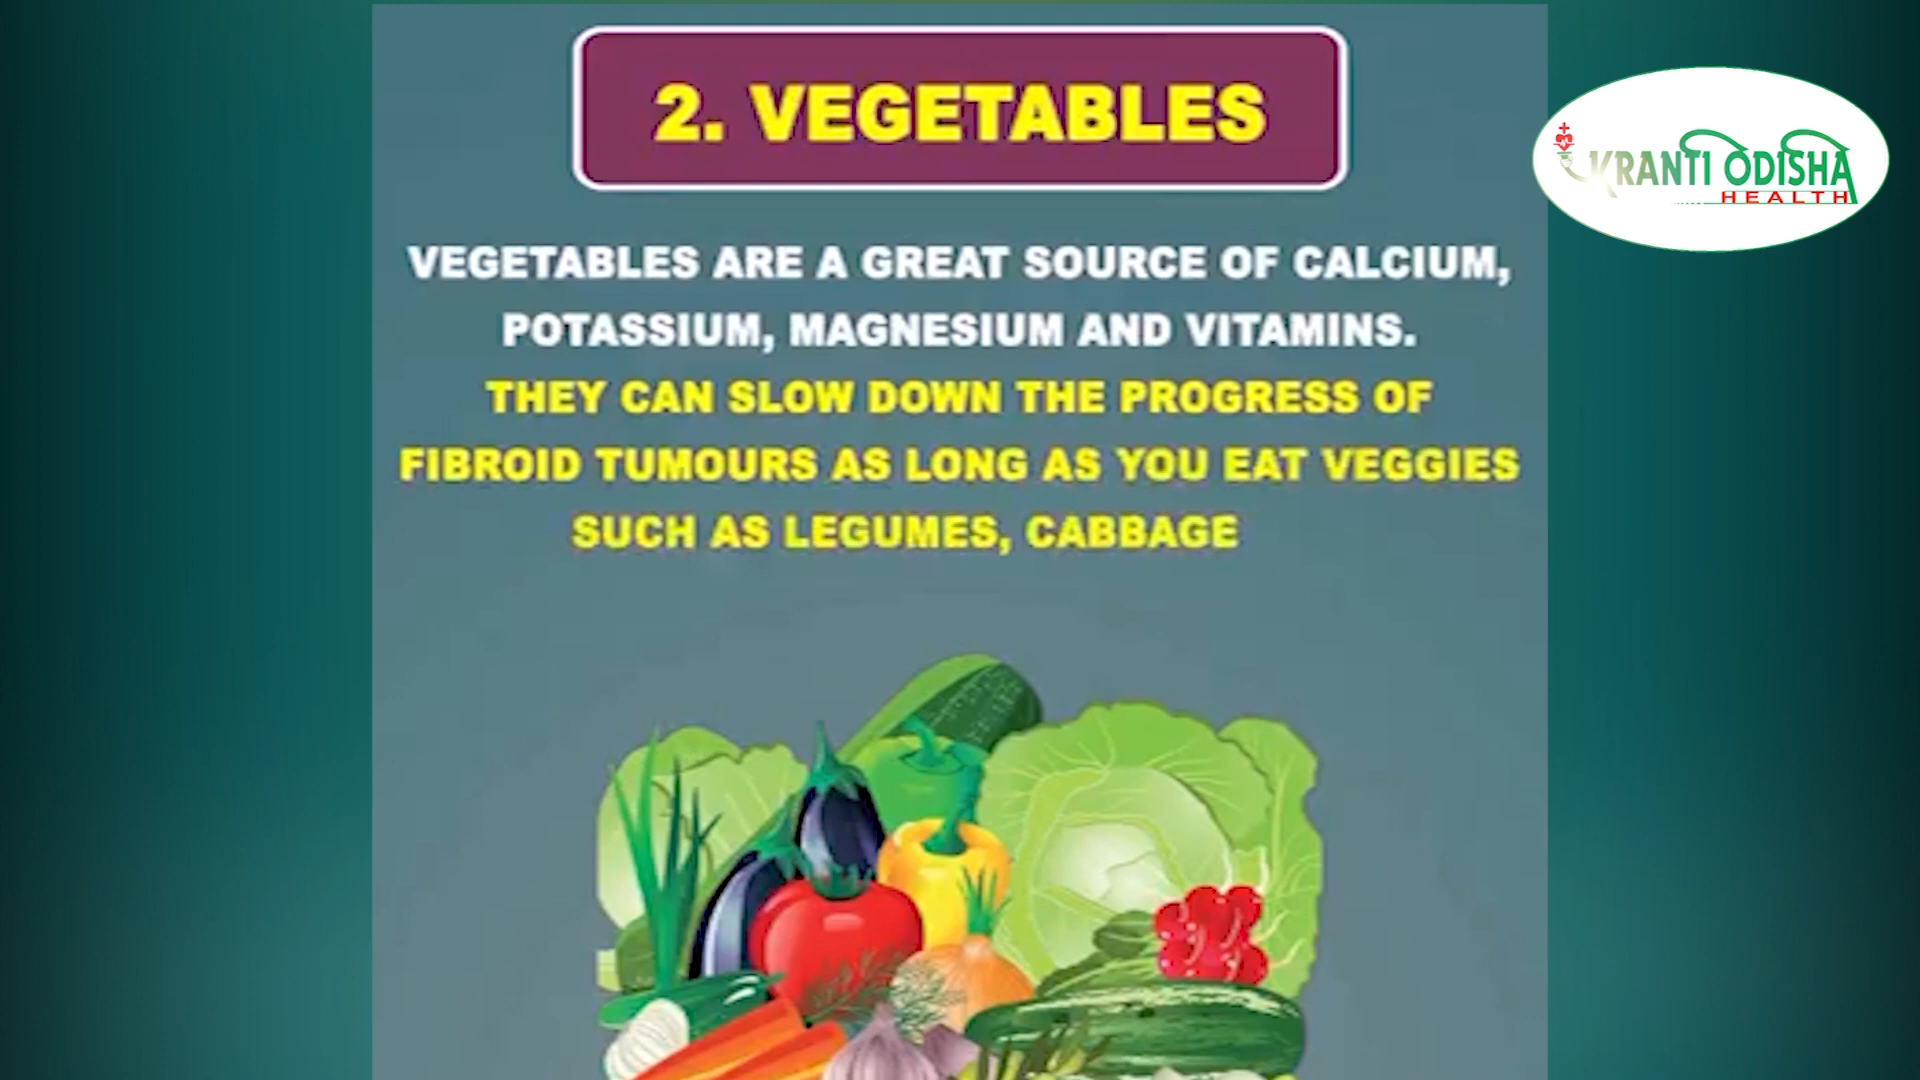 2. VEGETABLES
VEGETABLES ARE A GREAT SOURCE OF CALCIUM,
POTASSIUM, MAGNESIUM AND VITAMINS.
THEY CAN SLOW DOWN THE PROGRESS OF
FIBROID TUMOURS AS LONG AS YOU EAT VEGGIES
SUCH AS LEGUMES, CABBAGE
KRANTI ODISHA
HEALTH